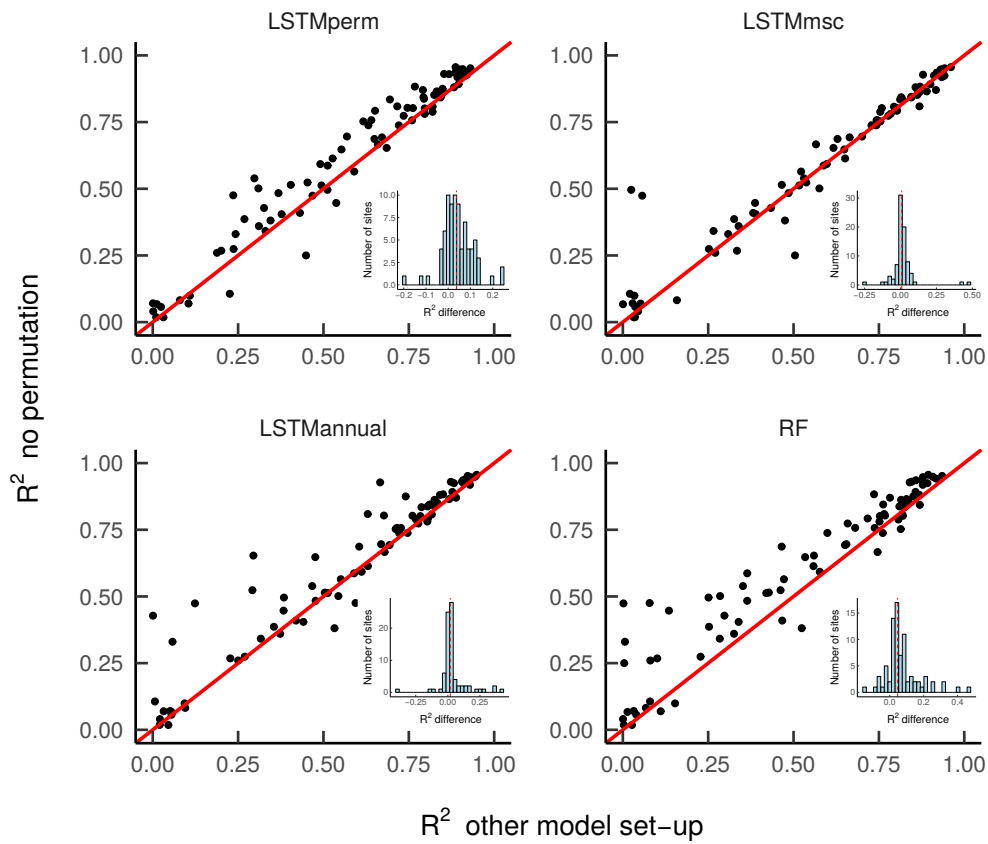 LSTMperm
LSTMmsc
1.00
0.75
0.50
0.25
0.00
0.00 0.25 0.50 0.75 1.00
Number of sites
10.0
7.5
5.0
2.5
0.0
−0.2 −0.1 0.0 0.1 0.2
R² difference
1.00
0.75
0.50
0.25
0.00
0.00 0.25 0.50 0.75 1.00
Number of sites
30
20
10
0
−0.25 0.00 0.25 0.50
R² difference
R² no permutation
LSTMannual
RF
1.00
0.75
0.50
0.25
0.00
0.00 0.25 0.50 0.75 1.00
Number of sites
20
10
0
−0.25 0.00 0.25
R² difference
1.00
0.75
0.50
0.25
0.00
0.00 0.25 0.50 0.75 1.00
Number of sites
15
10
5
0
0.0 0.2 0.4
R² difference
R² other model set−up